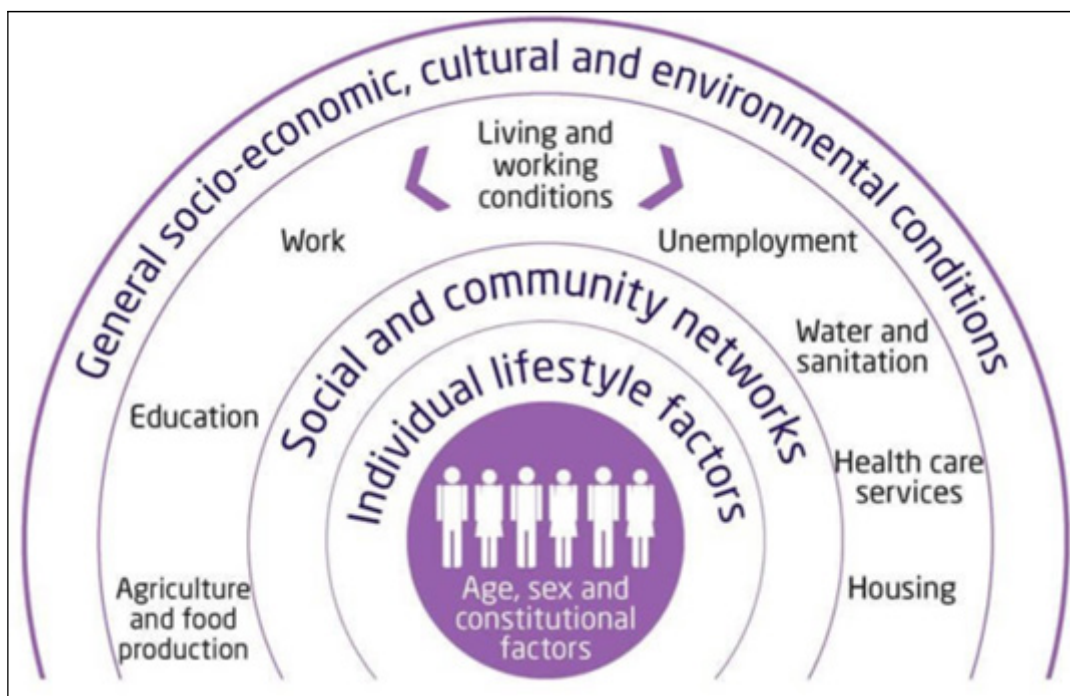 General socio-economic, cultural and environmental conditions
Living and
working
conditions
Work
Unemployment
Social and community networks
Water and
sanitation
Individual lifestyle factors
Education
Health care
services
Agriculture
and food
production
Housing
Age, sex and
constitutional
factors